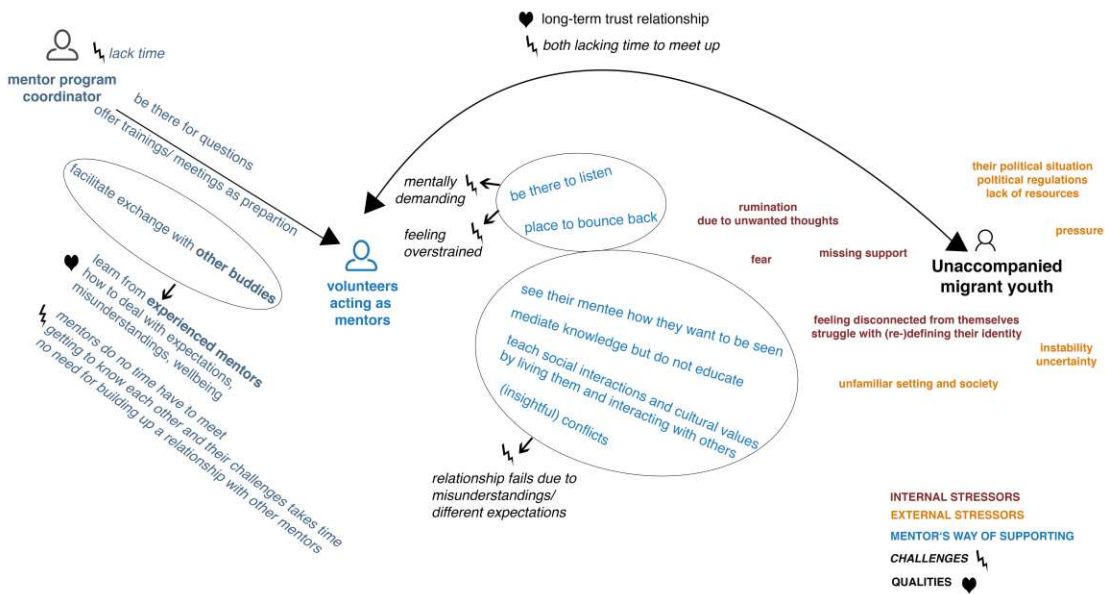 long-term trust relationship
both lacking time to meet up
lack time
mentor program
coordinator
be there for questions
offer trainings/ meetings as prepartion
facilitate exchange with other buddies
learn from experienced mentors
how to deal with expectations,
misunderstandings, wellbeing
mentors do no time have to meet
getting to know each other and their challenges takes time
no need for building up a relationship with other mentors
volunteers
acting as
mentors
mentally
demanding
feeling
overstrained
be there to listen
place to bounce back
see their mentee how they want to be seen
mediate knowledge but do not educate
teach social interactions and cultural values
by living them and interacting with others
(insightful) conflicts
relationship fails due to
misunderstandings/
different expectations
rumination
due to unwanted thoughts
fear
missing support
feeling disconnected from themselves
struggle with (re-)defining their identity
unfamiliar setting and society
their political situation
poltitical regulations
lack of resources
pressure
Unaccompanied
migrant youth
instability
uncertainty
INTERNAL STRESSORS
EXTERNAL STRESSORS
MENTOR'S WAY OF SUPPORTING
CHALLENGES
QUALITIES